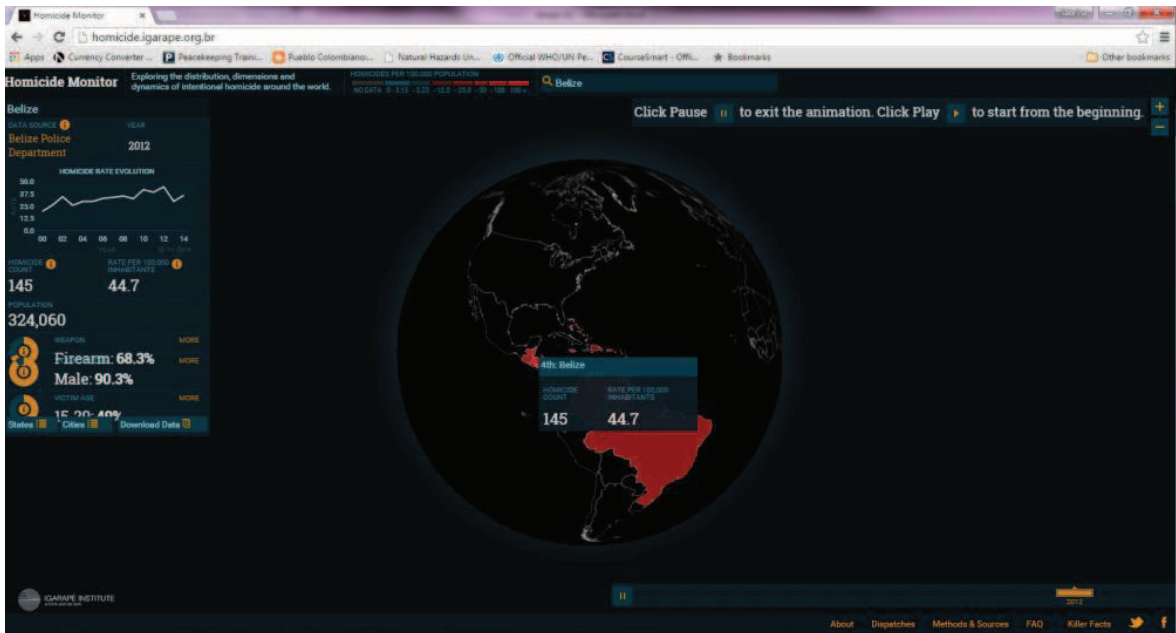 Homicide Monitor
homicide.igarape.org.br
Apps Currency Converter ... Peacekeeping Traini... Pueblo Colombiano... Natural Hazards Un... Official WHO/UN Pe... CourseSmart - Offli... Bookmarks Other bookmarks
Homicide Monitor
Exploring the distribution, dimensions and
dynamics of intentional homicide around the world.
HOMICIDES PER 100,000 POPULATION
NO DATA
Belize
Click Pause to exit the animation. Click Play to start from the beginning.
+
−
Belize
DATA SOURCE YEAR
Belize Police
Department
2012
HOMICIDE RATE EVOLUTION
50.0
37.5
25.0
12.5
0.0
00 02 04 06 08 10 12 14
YEAR
HOMICIDE
COUNT
RATE PER 100,000
INHABITANTS
145 44.7
POPULATION
324,060
WEAPON MORE
Firearm: 68.3% MORE
Male: 90.3%
VICTIM AGE MORE
15-29: 49%
States Cities Download Data
4th: Belize
HOMICIDE
COUNT
RATE PER 100,000
INHABITANTS
145 44.7
IGARAPÉ INSTITUTE
2012
About Dispatches Methods & Sources FAQ Killer Facts